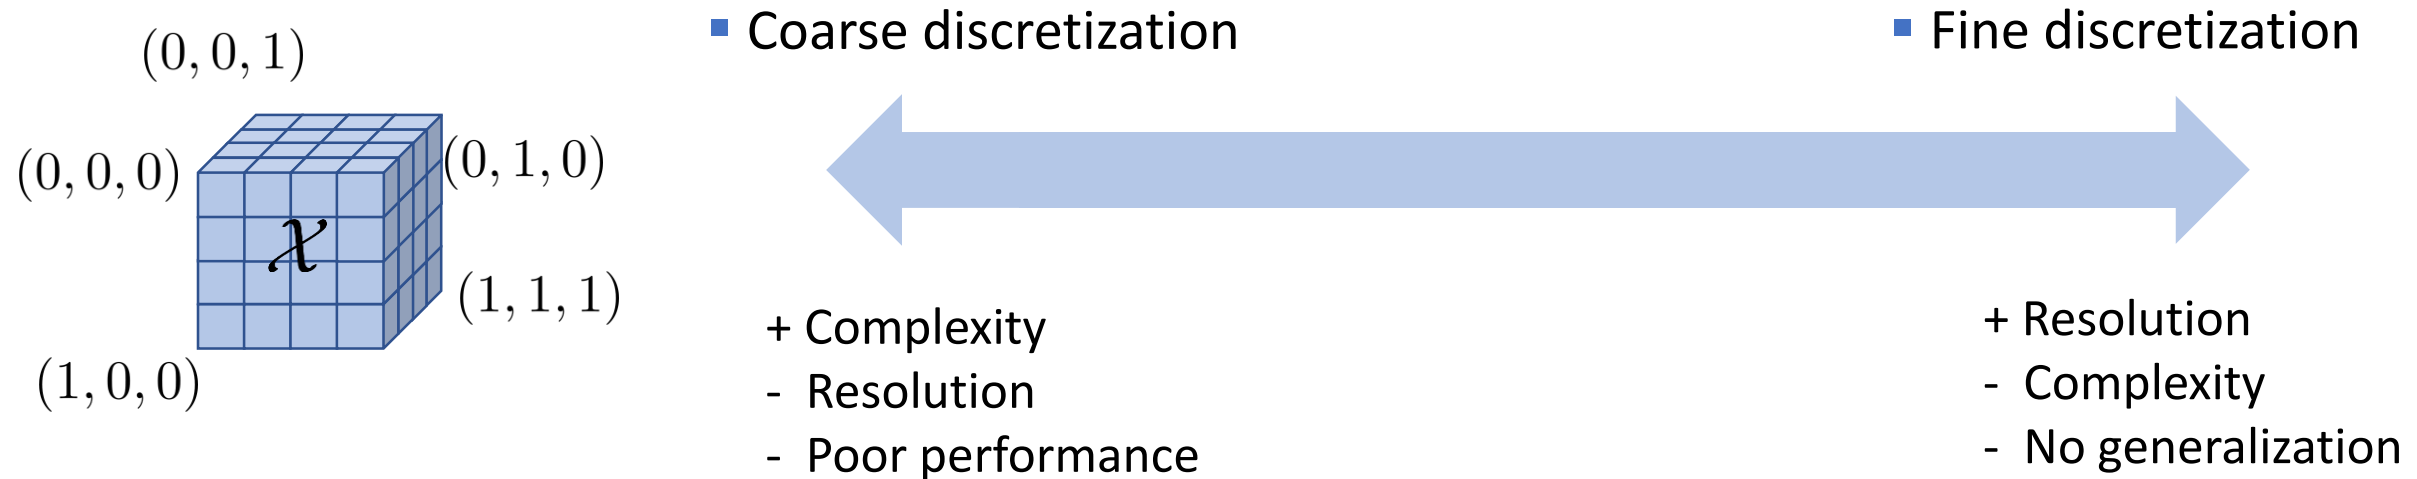 (0, 0, 1)
(0, 0, 0)
(0, 1, 0)
𝒳
(1, 1, 1)
(1, 0, 0)
▪ Coarse discretization
+ Complexity
- Resolution
- Poor performance
▪ Fine discretization
+ Resolution
- Complexity
- No generalization